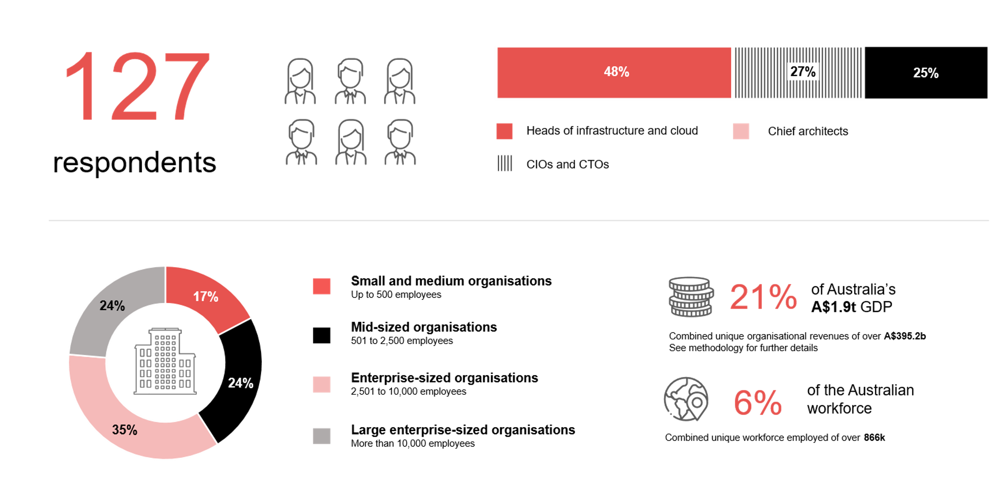 127
respondents
48%
27%
25%
Heads of infrastructure and cloud
Chief architects
CIOs and CTOs
17%
24%
35%
24%
Small and medium organisations
Up to 500 employees
Mid-sized organisations
501 to 2,500 employees
Enterprise-sized organisations
2,501 to 10,000 employees
Large enterprise-sized organisations
More than 10,000 employees
21%
of Australia’s
A$1.9t GDP
Combined unique organisational revenues of over A$395.2b
See methodology for further details
6%
of the Australian
workforce
Combined unique workforce employed of over 866k